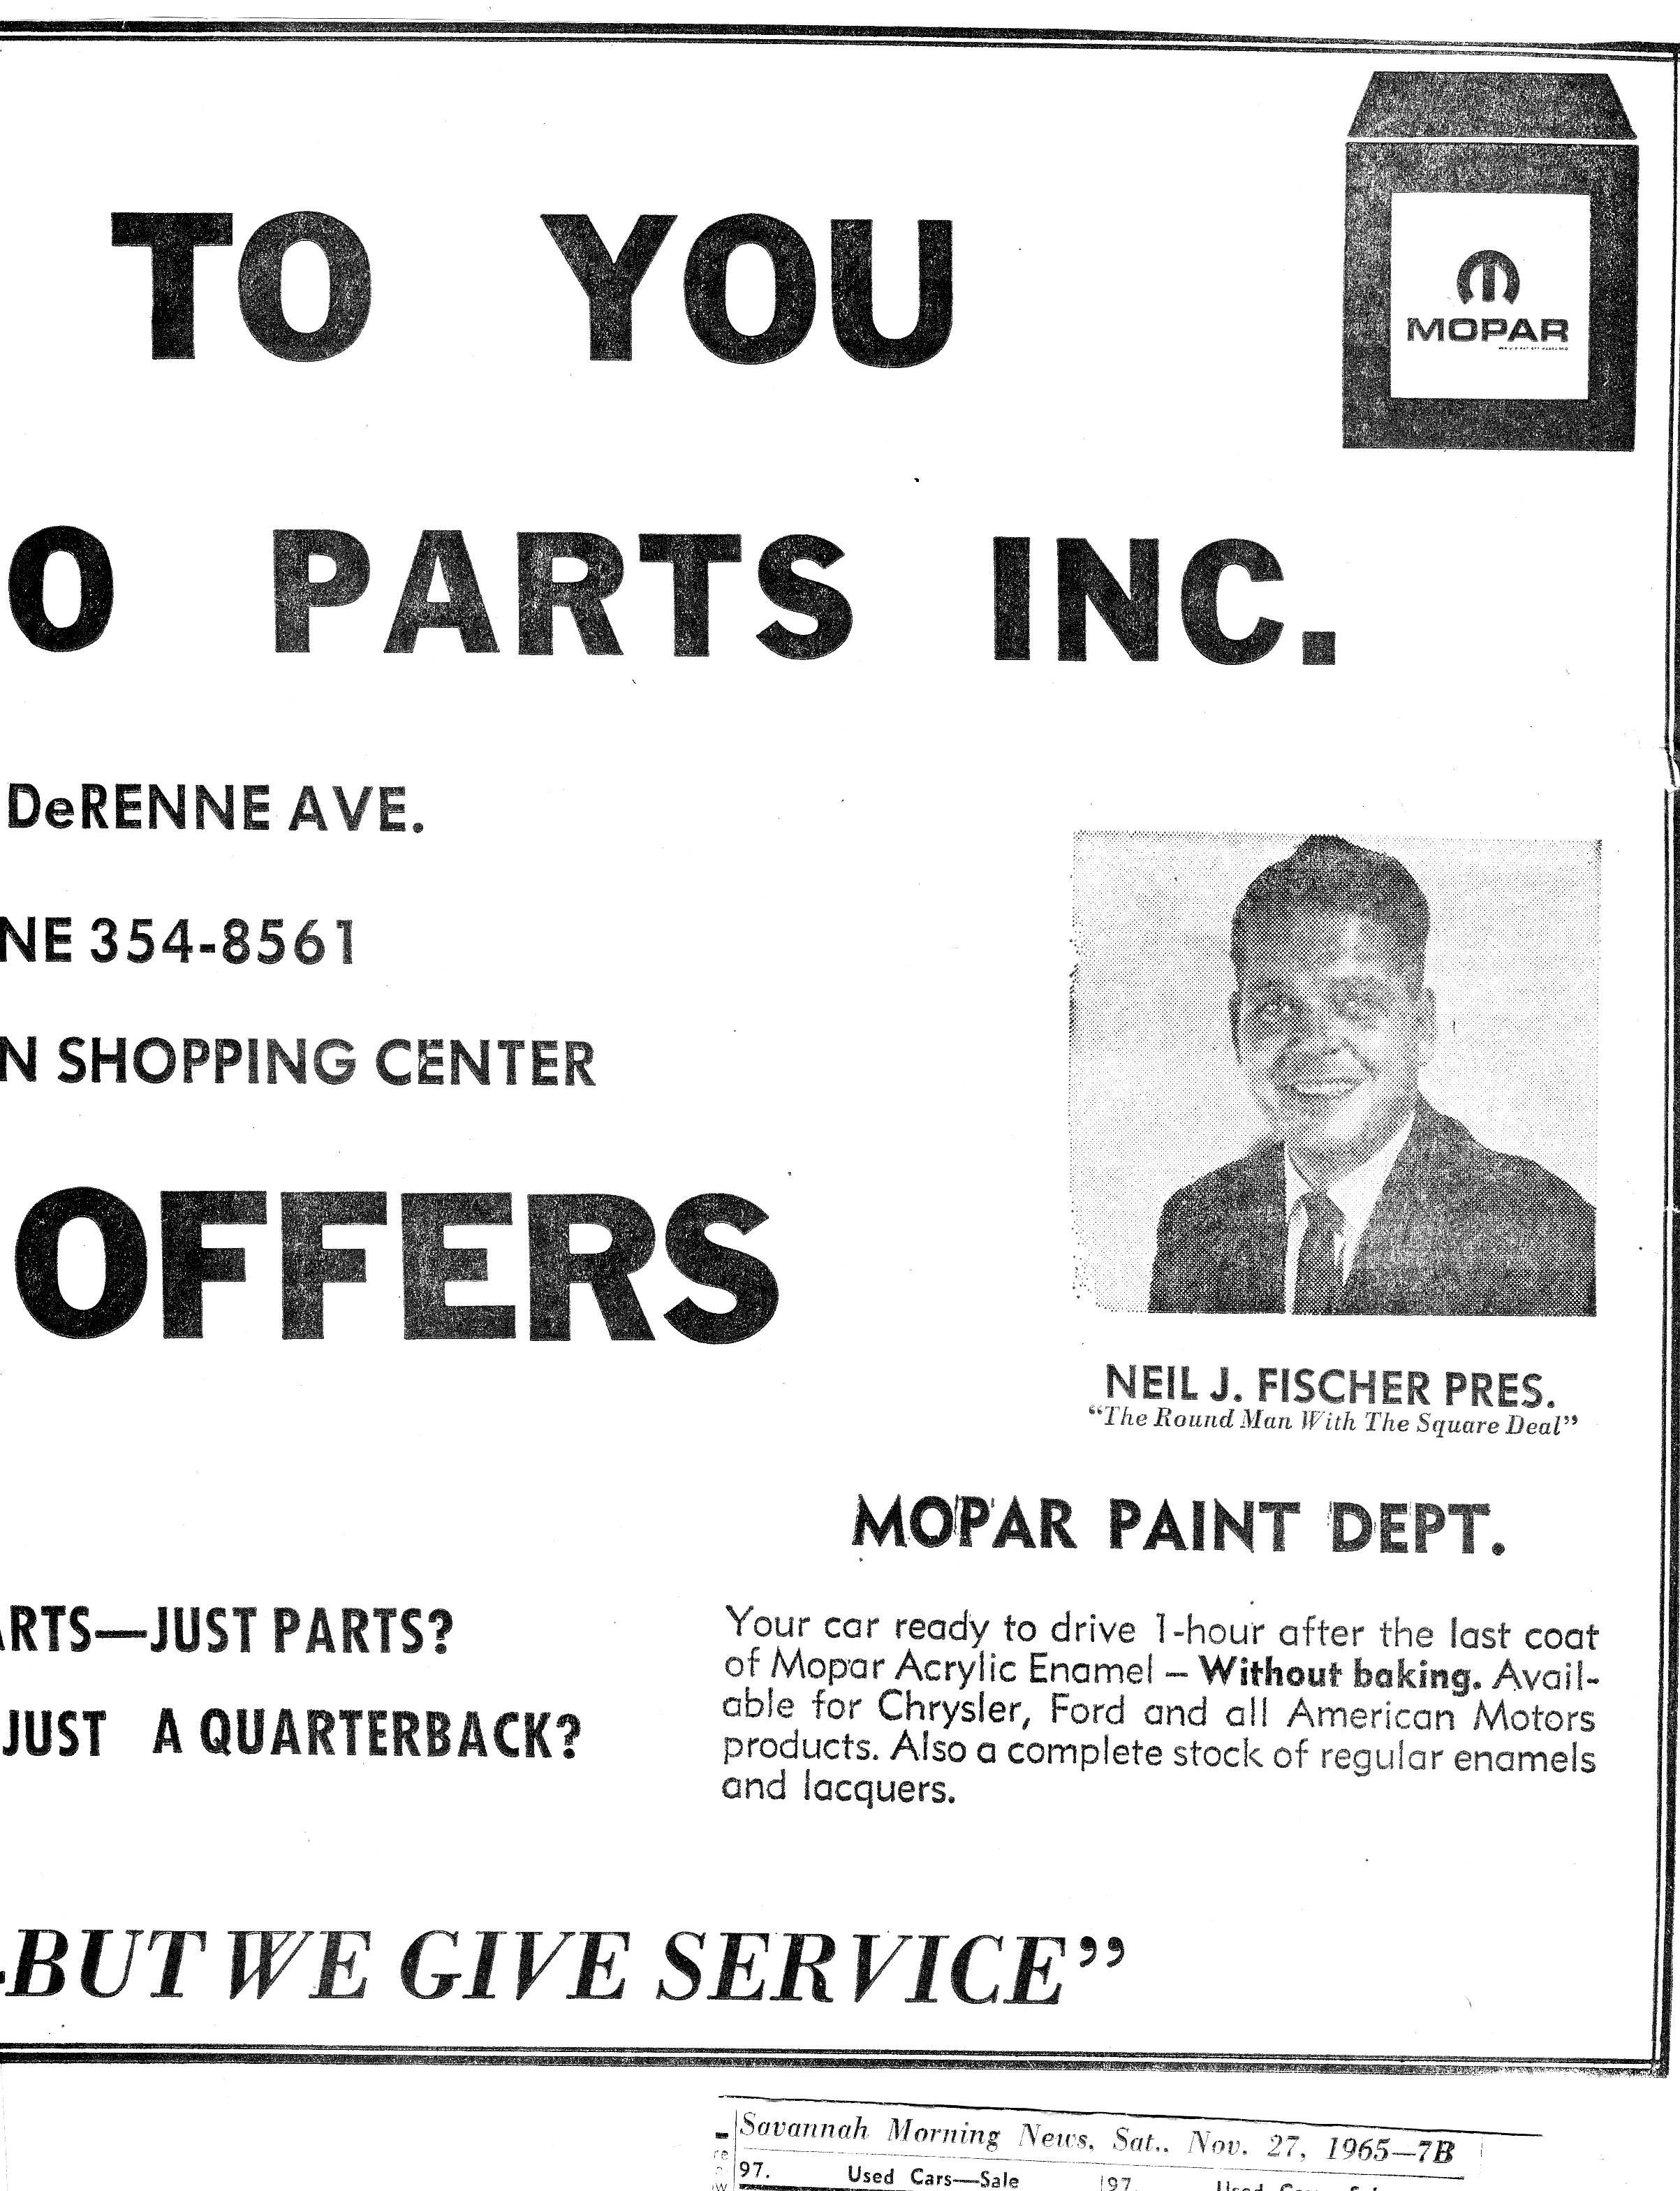 TO YOU
MOPAR
O PARTS INC.
DeRENNE AVE.
NE 354-8561
N SHOPPING CENTER
OFFERS
NEIL J. FISCHER PRES.
“The Round Man With The Square Deal”
MOPAR PAINT DEPT.
ARTS—JUST PARTS?
JUST A QUARTERBACK?
Your car ready to drive 1-hour after the last coat
of Mopar Acrylic Enamel – Without baking. Avail-
able for Chrysler, Ford and all American Motors
products. Also a complete stock of regular enamels
and lacquers.
BUT WE GIVE SERVICE”
Savannah Morning News, Sat., Nov. 27, 1965—7B
97. Used Cars—Sale
97.